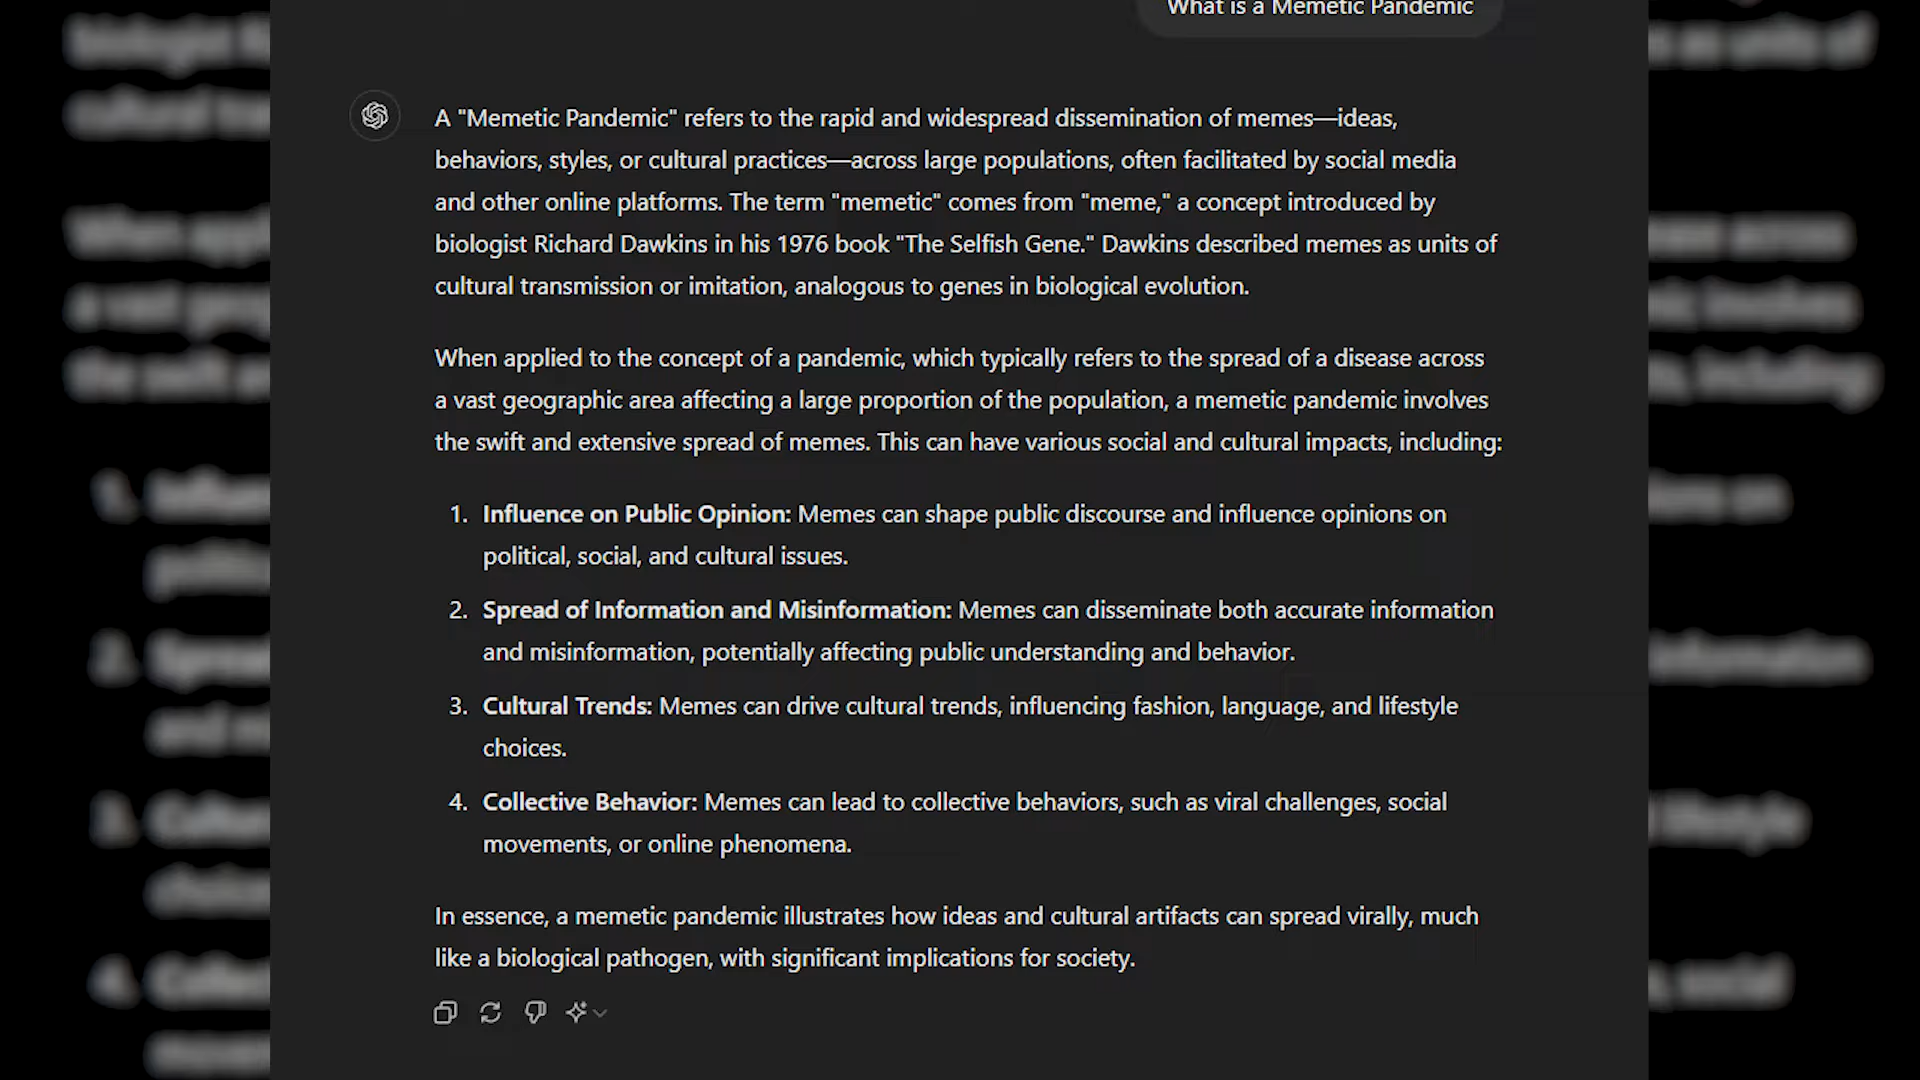 What is a Memetic Pandemic
A "Memetic Pandemic" refers to the rapid and widespread dissemination of memes—ideas,
behaviors, styles, or cultural practices—across large populations, often facilitated by social media
and other online platforms. The term "memetic" comes from "meme," a concept introduced by
biologist Richard Dawkins in his 1976 book "The Selfish Gene." Dawkins described memes as units of
cultural transmission or imitation, analogous to genes in biological evolution.
When applied to the concept of a pandemic, which typically refers to the spread of a disease across
a vast geographic area affecting a large proportion of the population, a memetic pandemic involves
the swift and extensive spread of memes. This can have various social and cultural impacts, including:
1. Influence on Public Opinion: Memes can shape public discourse and influence opinions on
political, social, and cultural issues.
2. Spread of Information and Misinformation: Memes can disseminate both accurate information
and misinformation, potentially affecting public understanding and behavior.
3. Cultural Trends: Memes can drive cultural trends, influencing fashion, language, and lifestyle
choices.
4. Collective Behavior: Memes can lead to collective behaviors, such as viral challenges, social
movements, or online phenomena.
In essence, a memetic pandemic illustrates how ideas and cultural artifacts can spread virally, much
like a biological pathogen, with significant implications for society.